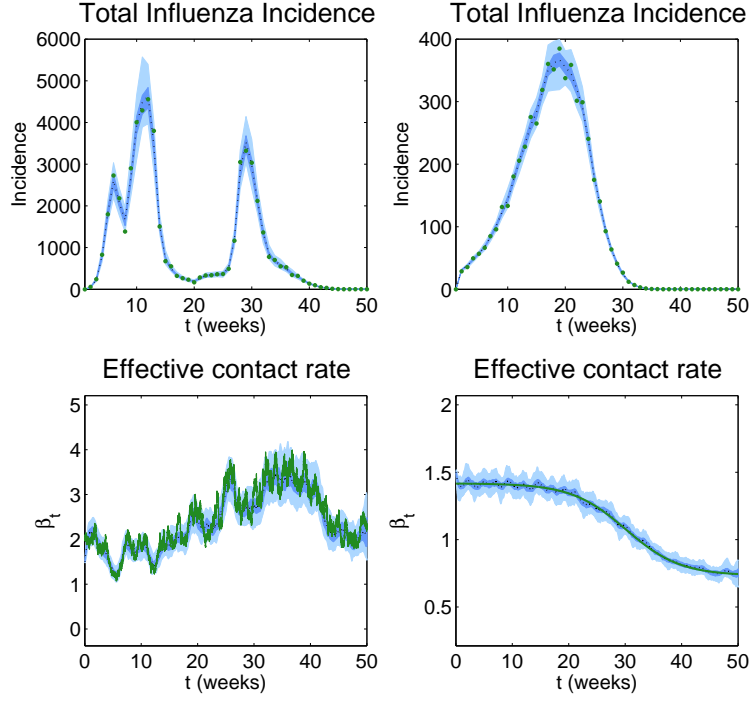 Total Influenza Incidence
Incidence
6000
5000
4000
3000
2000
1000
0
10 20 30 40 50
t (weeks)
Total Influenza Incidence
Incidence
400
300
200
100
0
10 20 30 40 50
t (weeks)
Effective contact rate
βt
5
4
3
2
1
0
0 10 20 30 40 50
t (weeks)
Effective contact rate
βt
2
1.5
1
0.5
0 10 20 30 40 50
t (weeks)